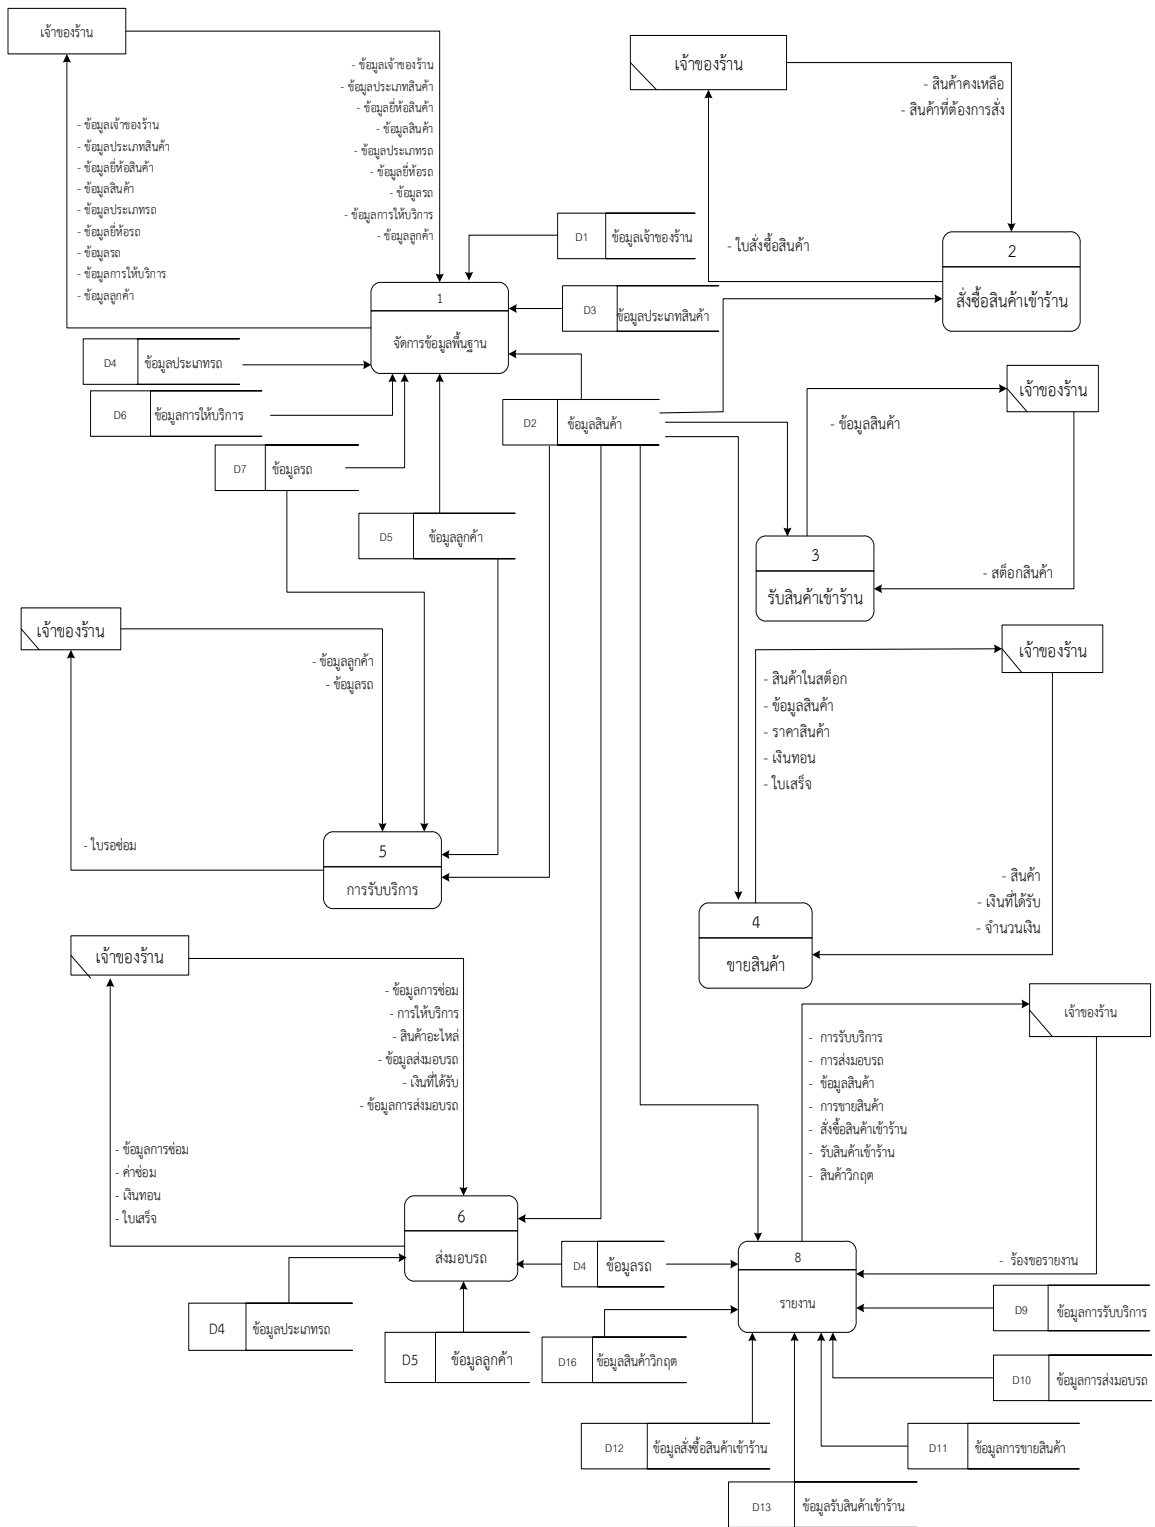 เจ้าของร้าน
- ข้อมูลเจ้าของร้าน
- ข้อมูลประเภทสินค้า
- ข้อมูลยี่ห้อสินค้า
- ข้อมูลสินค้า
- ข้อมูลประเภทรถ
- ข้อมูลยี่ห้อรถ
- ข้อมูลรถ
- ข้อมูลการให้บริการ
- ข้อมูลลูกค้า
- ข้อมูลเจ้าของร้าน
- ข้อมูลประเภทสินค้า
- ข้อมูลยี่ห้อสินค้า
- ข้อมูลสินค้า
- ข้อมูลประเภทรถ
- ข้อมูลยี่ห้อรถ
- ข้อมูลรถ
- ข้อมูลการให้บริการ
- ข้อมูลลูกค้า
เจ้าของร้าน
- สินค้าคงเหลือ
- สินค้าที่ต้องการสั่ง
- ใบสั่งซื้อสินค้า
2
สั่งซื้อสินค้าเข้าร้าน
D1 ข้อมูลเจ้าของร้าน
1
จัดการข้อมูลพื้นฐาน
D3 ข้อมูลประเภทสินค้า
D4 ข้อมูลประเภทรถ
D6 ข้อมูลการให้บริการ
D2 ข้อมูลสินค้า
D7 ข้อมูลรถ
D5 ข้อมูลลูกค้า
เจ้าของร้าน
- ข้อมูลสินค้า
3
รับสินค้าเข้าร้าน
- สต็อกสินค้า
เจ้าของร้าน
- ข้อมูลลูกค้า
- ข้อมูลรถ
- ใบรอซ่อม
5
การรับบริการ
เจ้าของร้าน
- สินค้าในสต็อก
- ข้อมูลสินค้า
- ราคาสินค้า
- เงินทอน
- ใบเสร็จ
- สินค้า
- เงินที่ได้รับ
- จำนวนเงิน
4
ขายสินค้า
เจ้าของร้าน
- ข้อมูลการซ่อม
- การให้บริการ
- สินค้าอะไหล่
- ข้อมูลส่งมอบรถ
- เงินที่ได้รับ
- ข้อมูลการส่งมอบรถ
- ข้อมูลการซ่อม
- ค่าซ่อม
- เงินทอน
- ใบเสร็จ
6
ส่งมอบรถ
D4 ข้อมูลรถ
D4 ข้อมูลประเภทรถ
D5 ข้อมูลลูกค้า
เจ้าของร้าน
- การรับบริการ
- การส่งมอบรถ
- ข้อมูลสินค้า
- การขายสินค้า
- สั่งซื้อสินค้าเข้าร้าน
- รับสินค้าเข้าร้าน
- สินค้าวิกฤต
- ร้องขอรายงาน
8
รายงาน
D9 ข้อมูลการรับบริการ
D16 ข้อมูลสินค้าวิกฤต
D10 ข้อมูลการส่งมอบรถ
D12 ข้อมูลสั่งซื้อสินค้าเข้าร้าน
D11 ข้อมูลการขายสินค้า
D13 ข้อมูลรับสินค้าเข้าร้าน